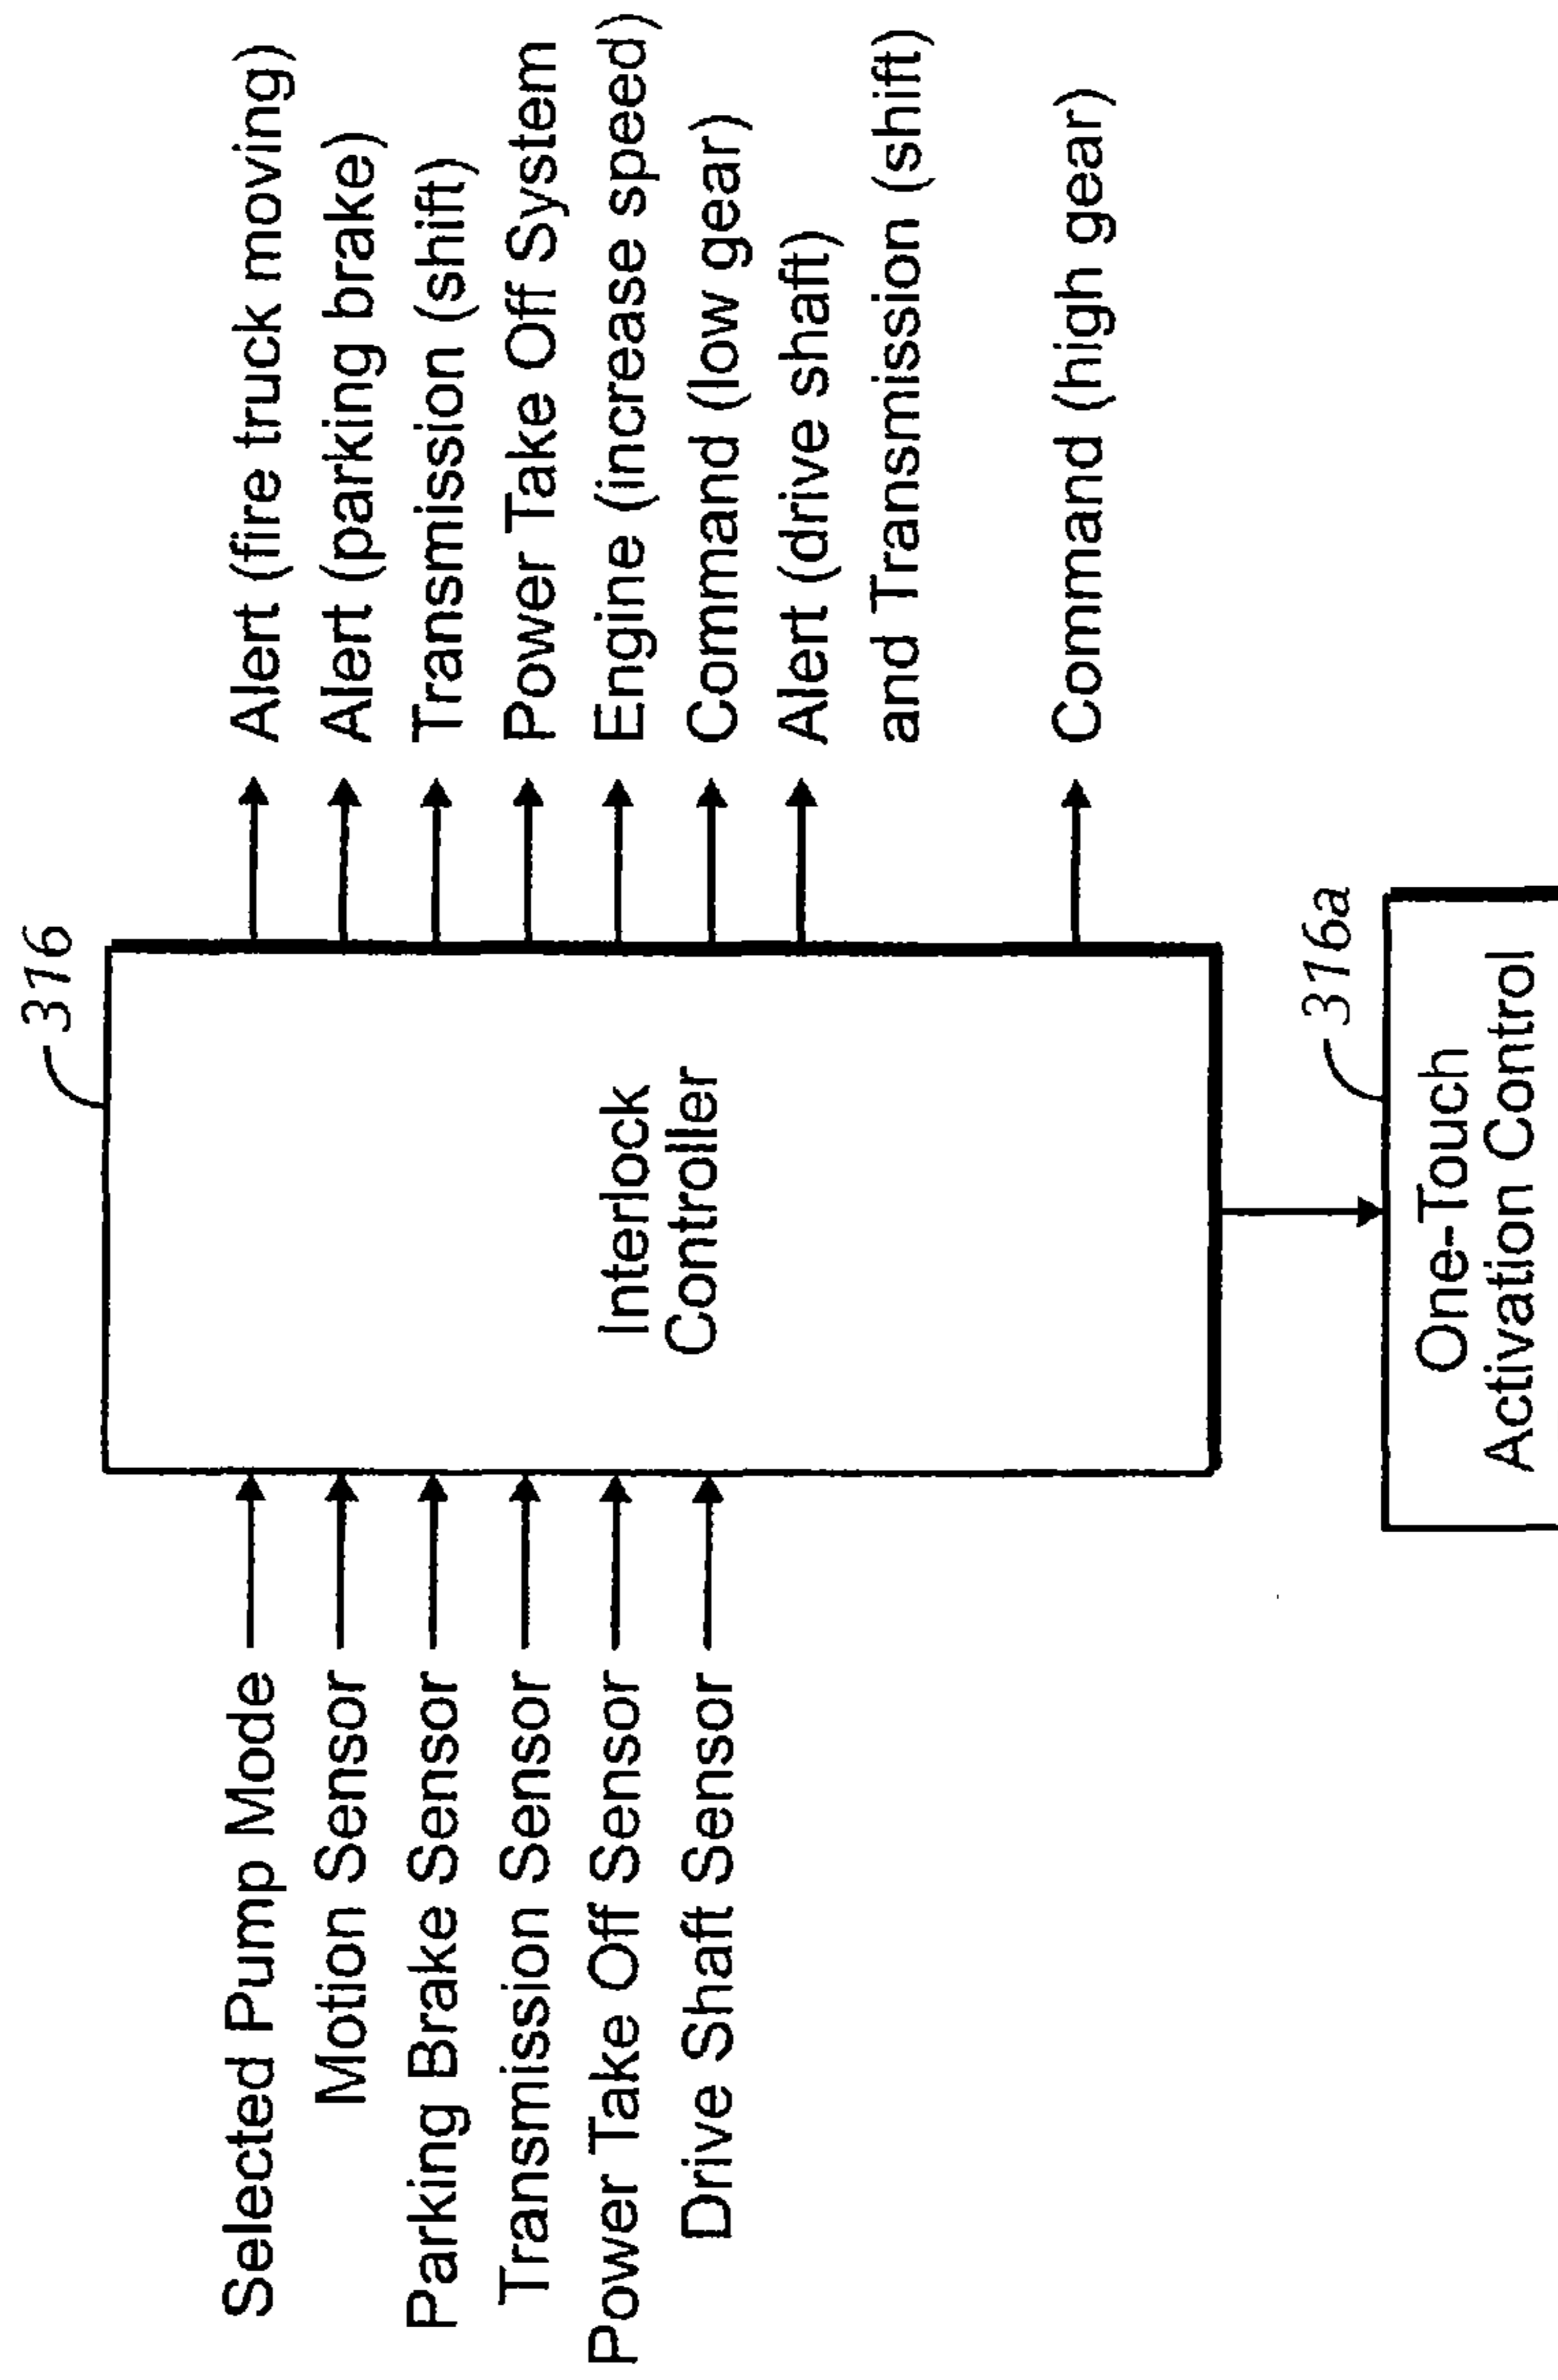 316
Selected Pump Mode
Motion Sensor
Parking Brake Sensor
Transmission Sensor
Power Take Off Sensor
Drive Shaft Sensor
Interlock
Controller
Alert (fire truck moving)
Alert (parking brake)
Transmission (shift)
Power Take Off System
Engine (increase speed)
Command (low gear)
Alert (drive shaft)
and Transmission (shift)
Command (high gear)
316a
One-Touch
Activation Control